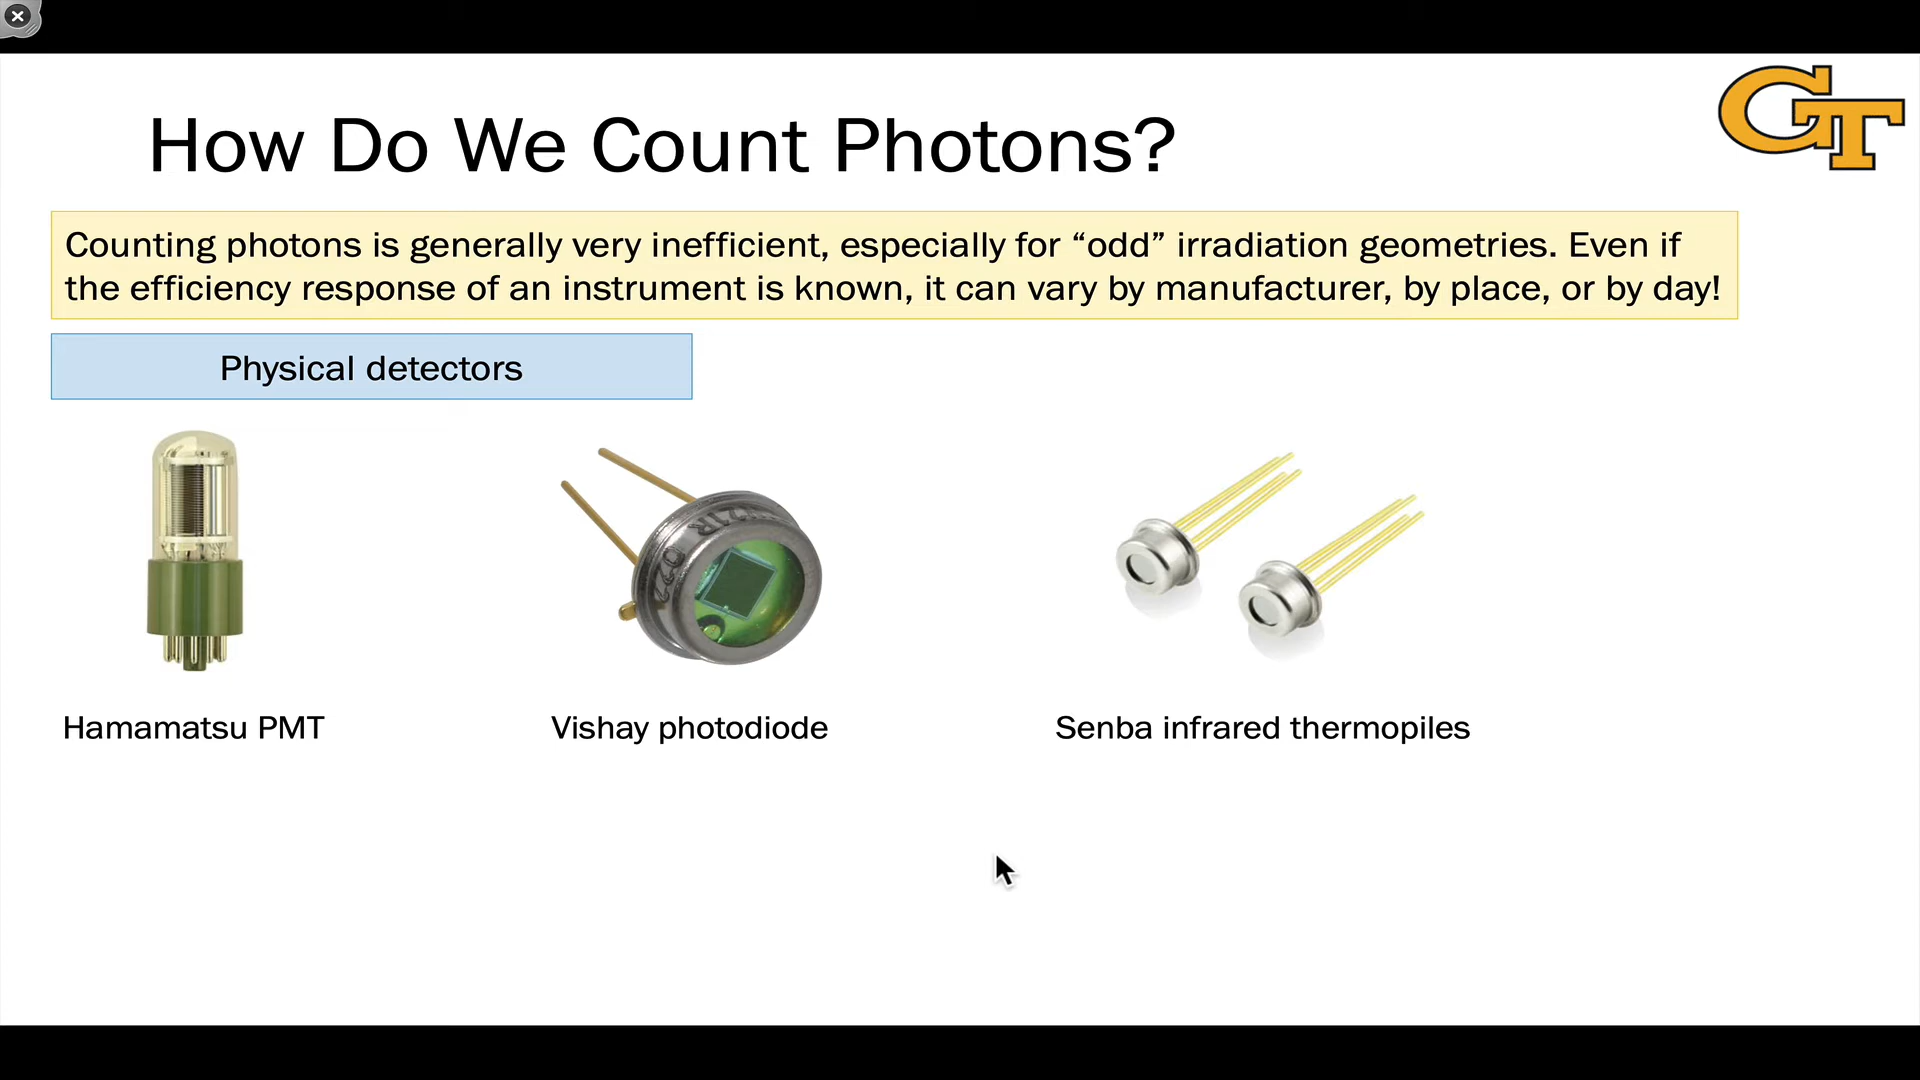 How Do We Count Photons?
GT
Counting photons is generally very inefficient, especially for “odd” irradiation geometries. Even if
the efficiency response of an instrument is known, it can vary by manufacturer, by place, or by day!
Physical detectors
Hamamatsu PMT
Vishay photodiode
Senba infrared thermopiles